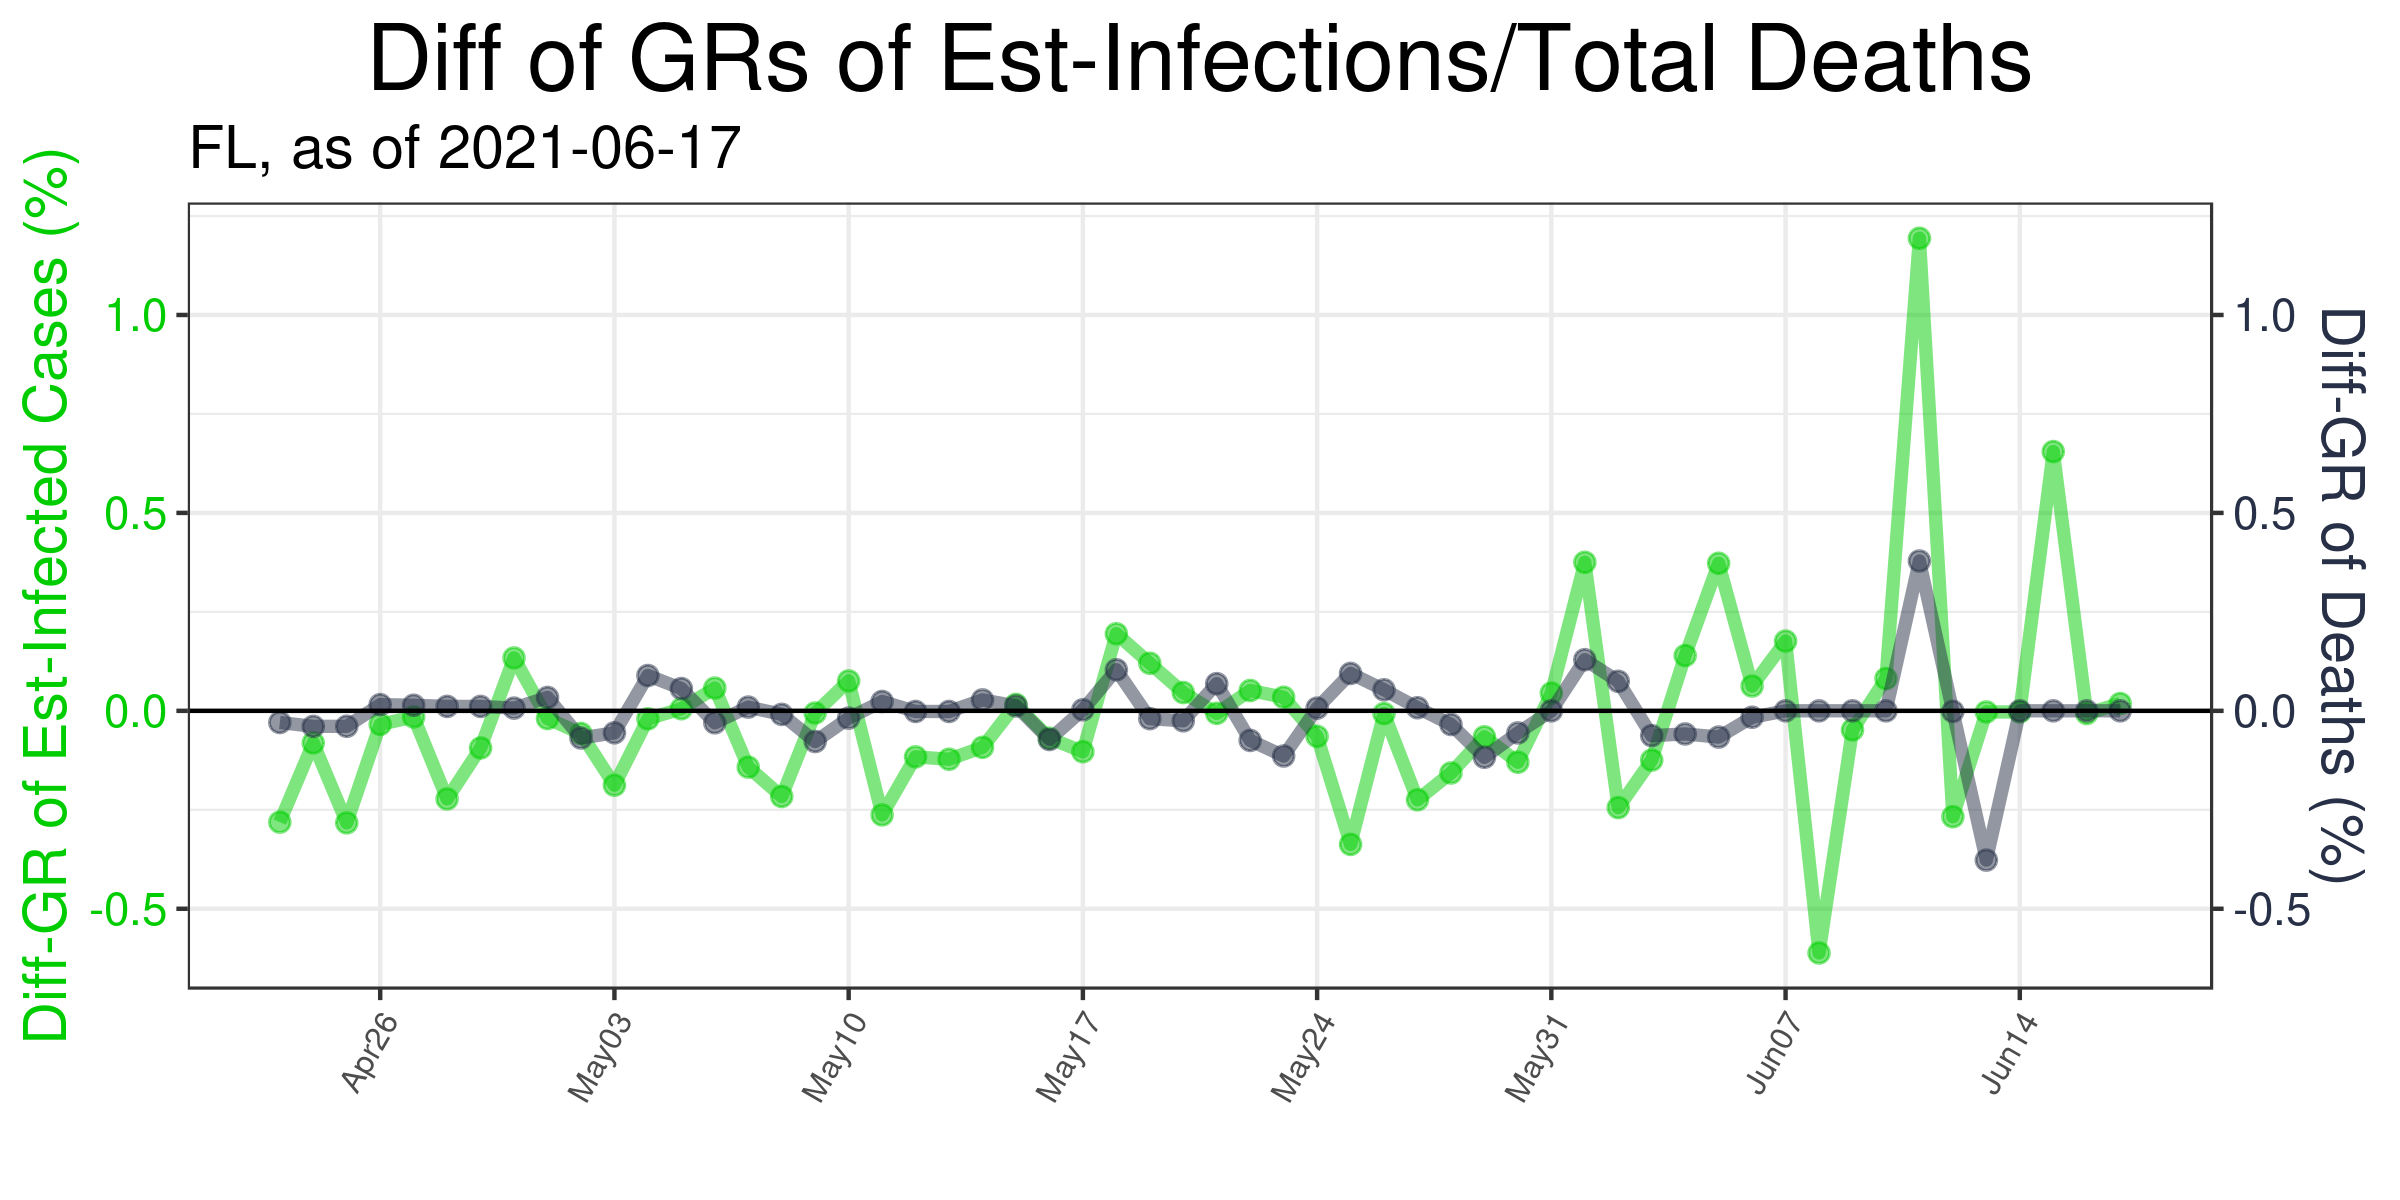 Diff of GRs of Est-Infections/Total Deaths
FL, as of 2021-06-17
Diff-GR of Est-Infected Cases (%)
1.0
0.5
0.0
-0.5
1.0
0.5
0.0
-0.5
Diff-GR of Deaths (%)
Apr26
May03
May10
May17
May24
May31
Jun07
Jun14